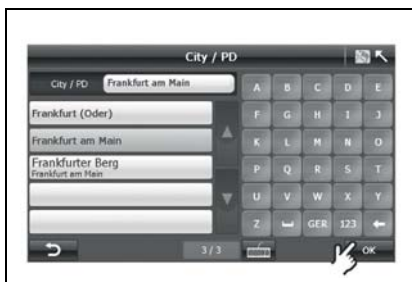 City / PD
City / PD Frankfurt am Main
A B C D E
Frankfurt (Oder)
F G H I J
Frankfurt am Main
K L M N O
Frankfurter Berg
Frankfurt am Main
P Q R S T
U V W X Y
Z GER 123
3 / 3
OK